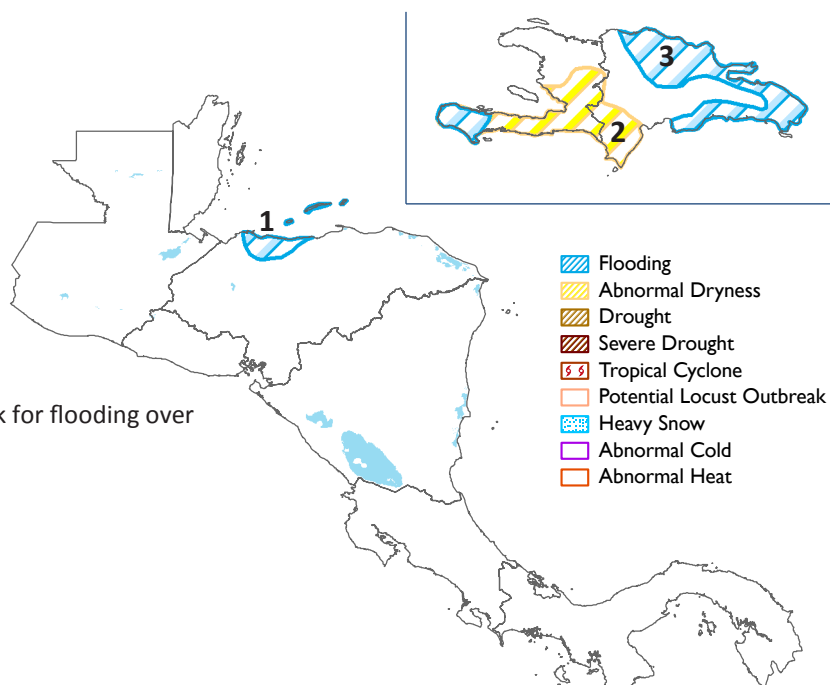 3
2
1
Flooding
Abnormal Dryness
Drought
Severe Drought
Tropical Cyclone
Potential Locust Outbreak
Heavy Snow
Abnormal Cold
Abnormal Heat
for flooding over